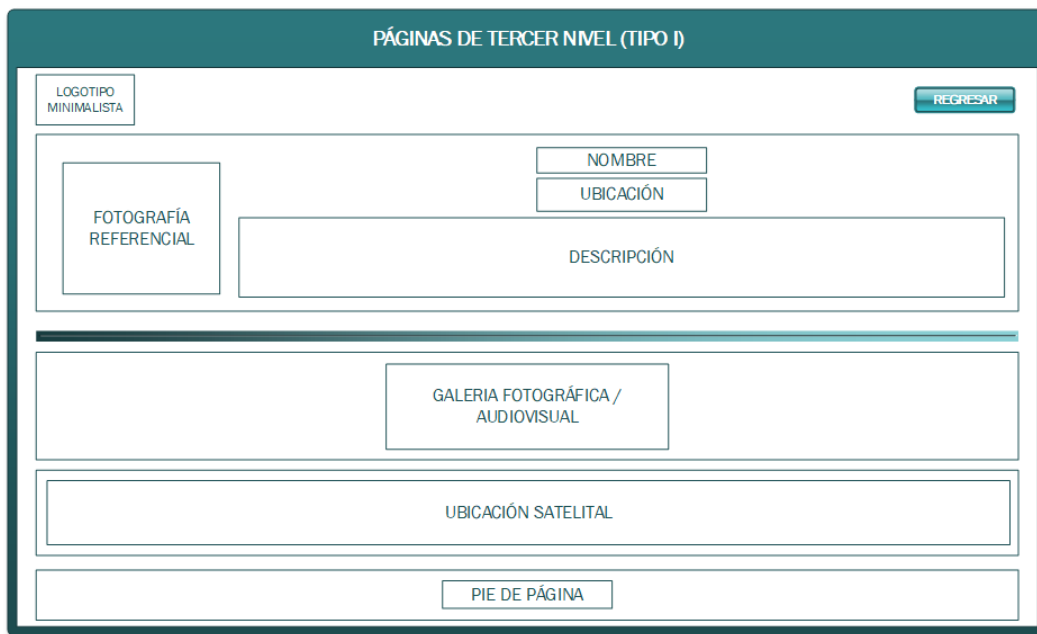 PÁGINAS DE TERCER NIVEL (TIPO I)
LOGOTIPO
MINIMALISTA
REGRESAR
NOMBRE
UBICACIÓN
FOTOGRAFÍA
REFERENCIAL
DESCRIPCIÓN
GALERIA FOTOGRÁFICA /
AUDIOVISUAL
UBICACIÓN SATELITAL
PIE DE PÁGINA